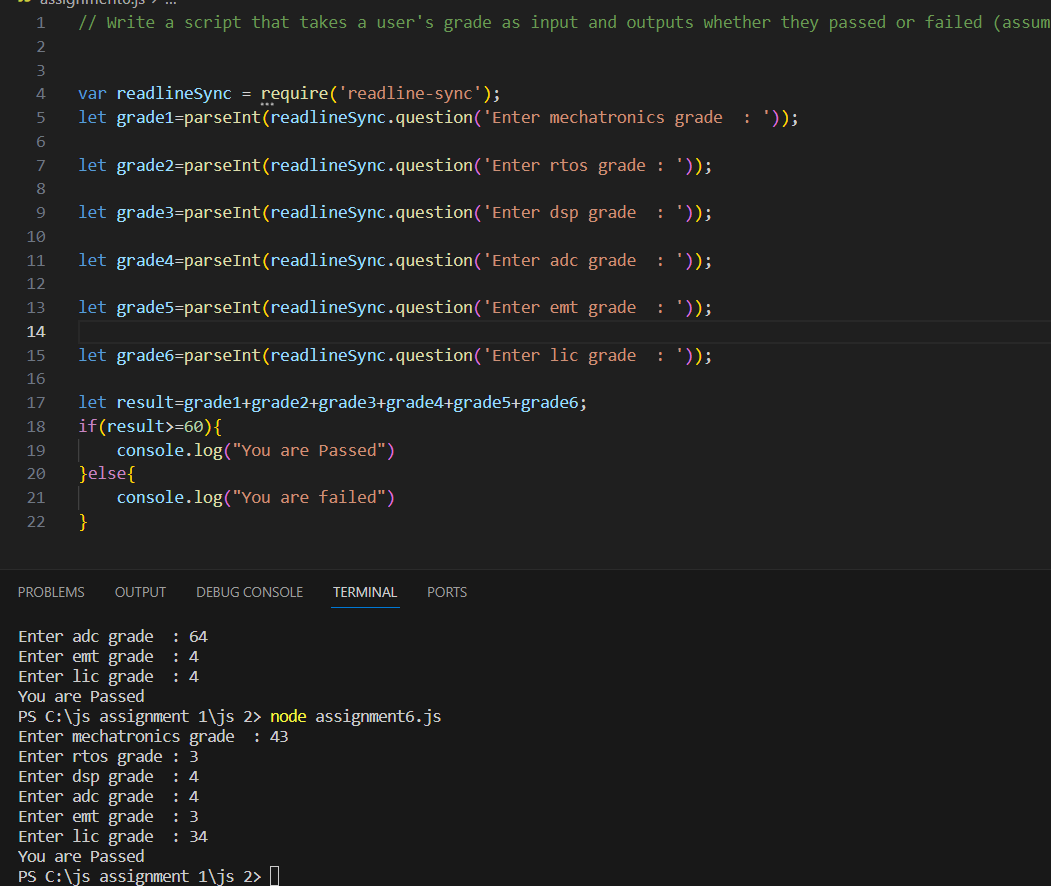 assignment6.js > ...
1 // Write a script that takes a user's grade as input and outputs whether they passed or failed (assum
2
3
4 var readlineSync = require('readline-sync');
5 let grade1=parseInt(readlineSync.question('Enter mechatronics grade  : '));
6
7 let grade2=parseInt(readlineSync.question('Enter rtos grade : '));
8
9 let grade3=parseInt(readlineSync.question('Enter dsp grade  : '));
10
11 let grade4=parseInt(readlineSync.question('Enter adc grade  : '));
12
13 let grade5=parseInt(readlineSync.question('Enter emt grade  : '));
14
15 let grade6=parseInt(readlineSync.question('Enter lic grade  : '));
16
17 let result=grade1+grade2+grade3+grade4+grade5+grade6;
18 if(result>=60){
19     console.log("You are Passed")
20 }else{
21     console.log("You are failed")
22 }
PROBLEMS OUTPUT DEBUG CONSOLE TERMINAL PORTS
Enter adc grade  : 64
Enter emt grade  : 4
Enter lic grade  : 4
You are Passed
PS C:\js assignment 1\js 2> node assignment6.js
Enter mechatronics grade  : 43
Enter rtos grade : 3
Enter dsp grade  : 4
Enter adc grade  : 4
Enter emt grade  : 3
Enter lic grade  : 34
You are Passed
PS C:\js assignment 1\js 2>